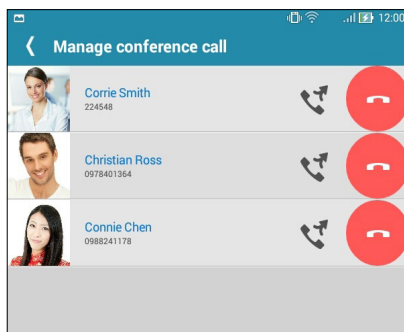 12:00
Manage conference call
Corrie Smith
224548
Christian Ross
0978401364
Connie Chen
0988241178